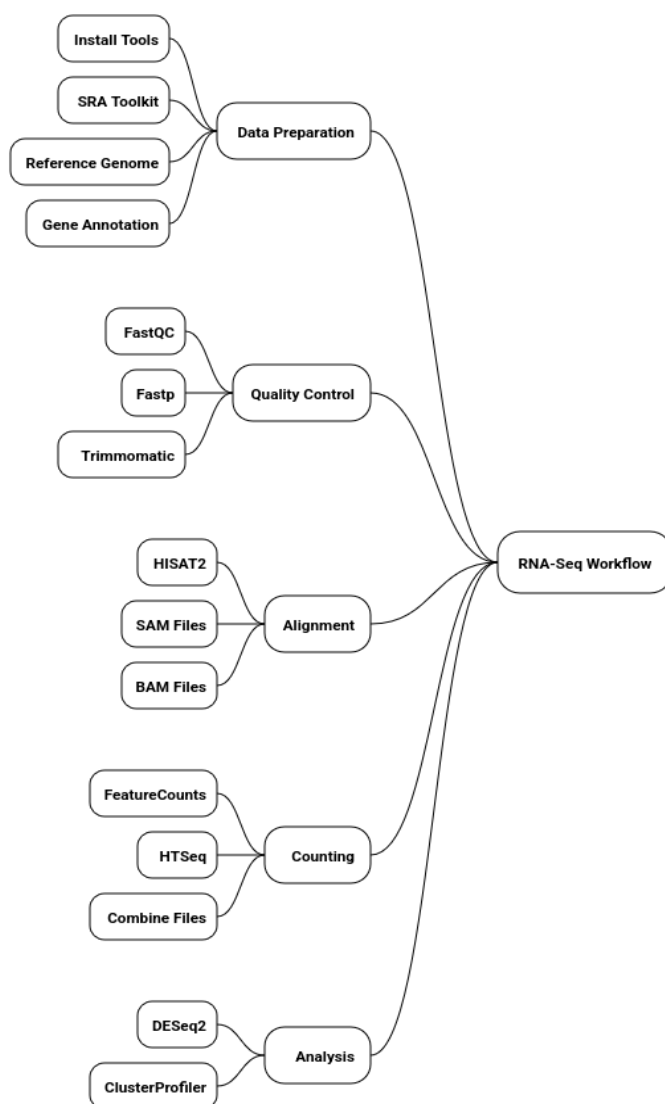 Install Tools
SRA Toolkit
Reference Genome
Gene Annotation
Data Preparation
FastQC
Fastp
Trimmomatic
Quality Control
RNA-Seq Workflow
HISAT2
SAM Files
BAM Files
Alignment
FeatureCounts
HTSeq
Combine Files
Counting
DESeq2
ClusterProfiler
Analysis